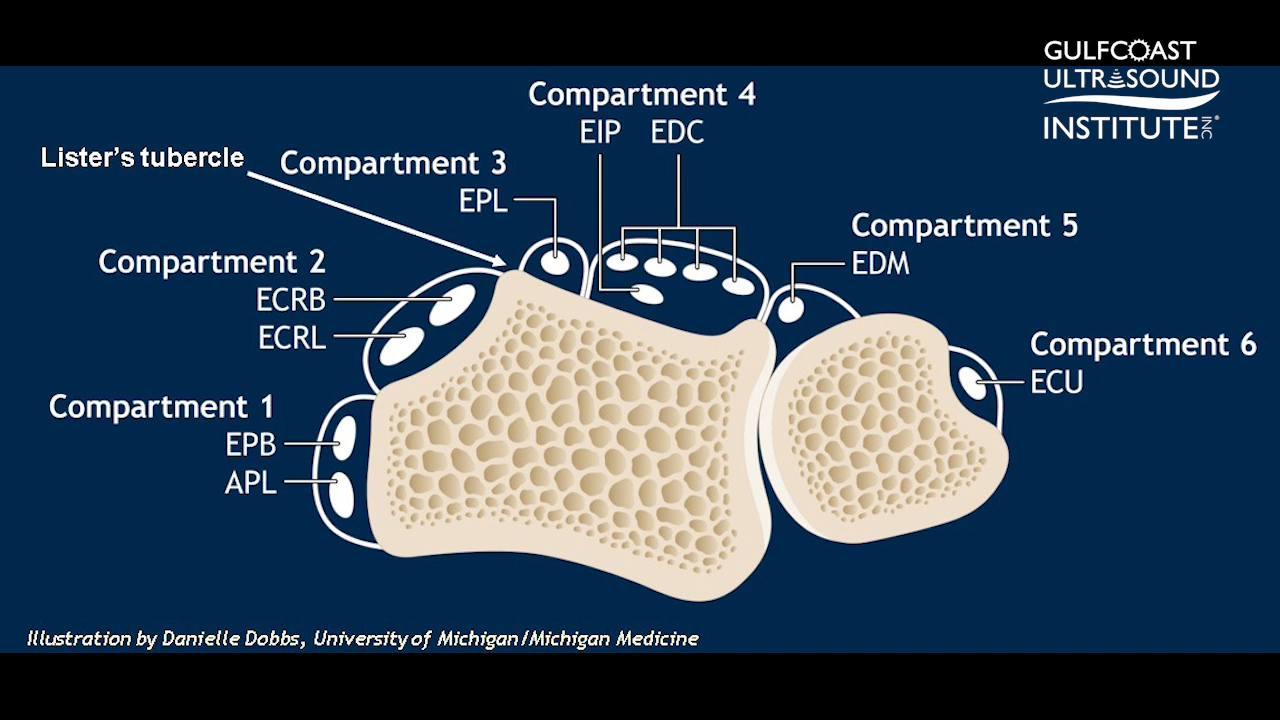 GULFCOAST
ULTRASOUND
INSTITUTE INC®
Compartment 4
EIP EDC
Lister's tubercle
Compartment 3
EPL
Compartment 5
EDM
Compartment 2
ECRB
ECRL
Compartment 6
ECU
Compartment 1
EPB
APL
Illustration by Danielle Dobbs, University of Michigan/Michigan Medicine